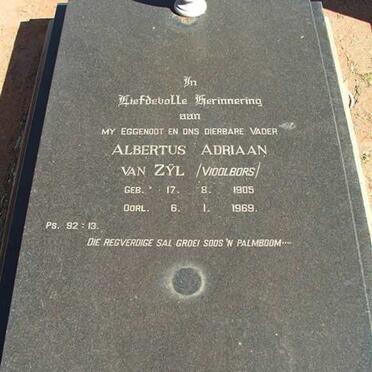 In
Liefdevolle Herinnering
aan
MY EGGENOOT EN ONS DIERBARE VADER
ALBERTUS ADRIAAN
VAN ZŸL /VIOOLBORS/
GEB. 17. 8. 1905
OORL. 6. 1. 1969.
PS. 92:13.
DIE REGVERDIGE SAL GROEI SOOS 'N PALMBOOM....